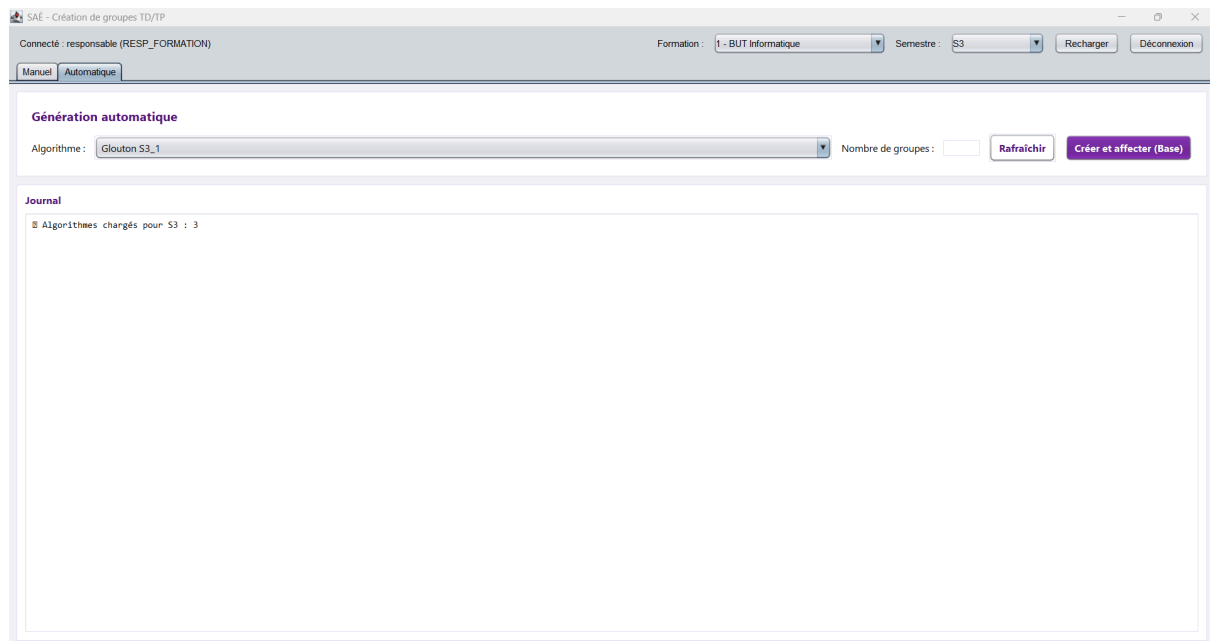 SAÉ - Création de groupes TD/TP
Connecté : responsable (RESP_FORMATION) Formation : 1 - BUT Informatique Semestre : S3 Recharger Déconnexion
Manuel Automatique
Génération automatique
Algorithme : Glouton S3_1 Nombre de groupes : Rafraîchir Créer et affecter (Base)
Journal
Algorithmes chargés pour S3 : 3